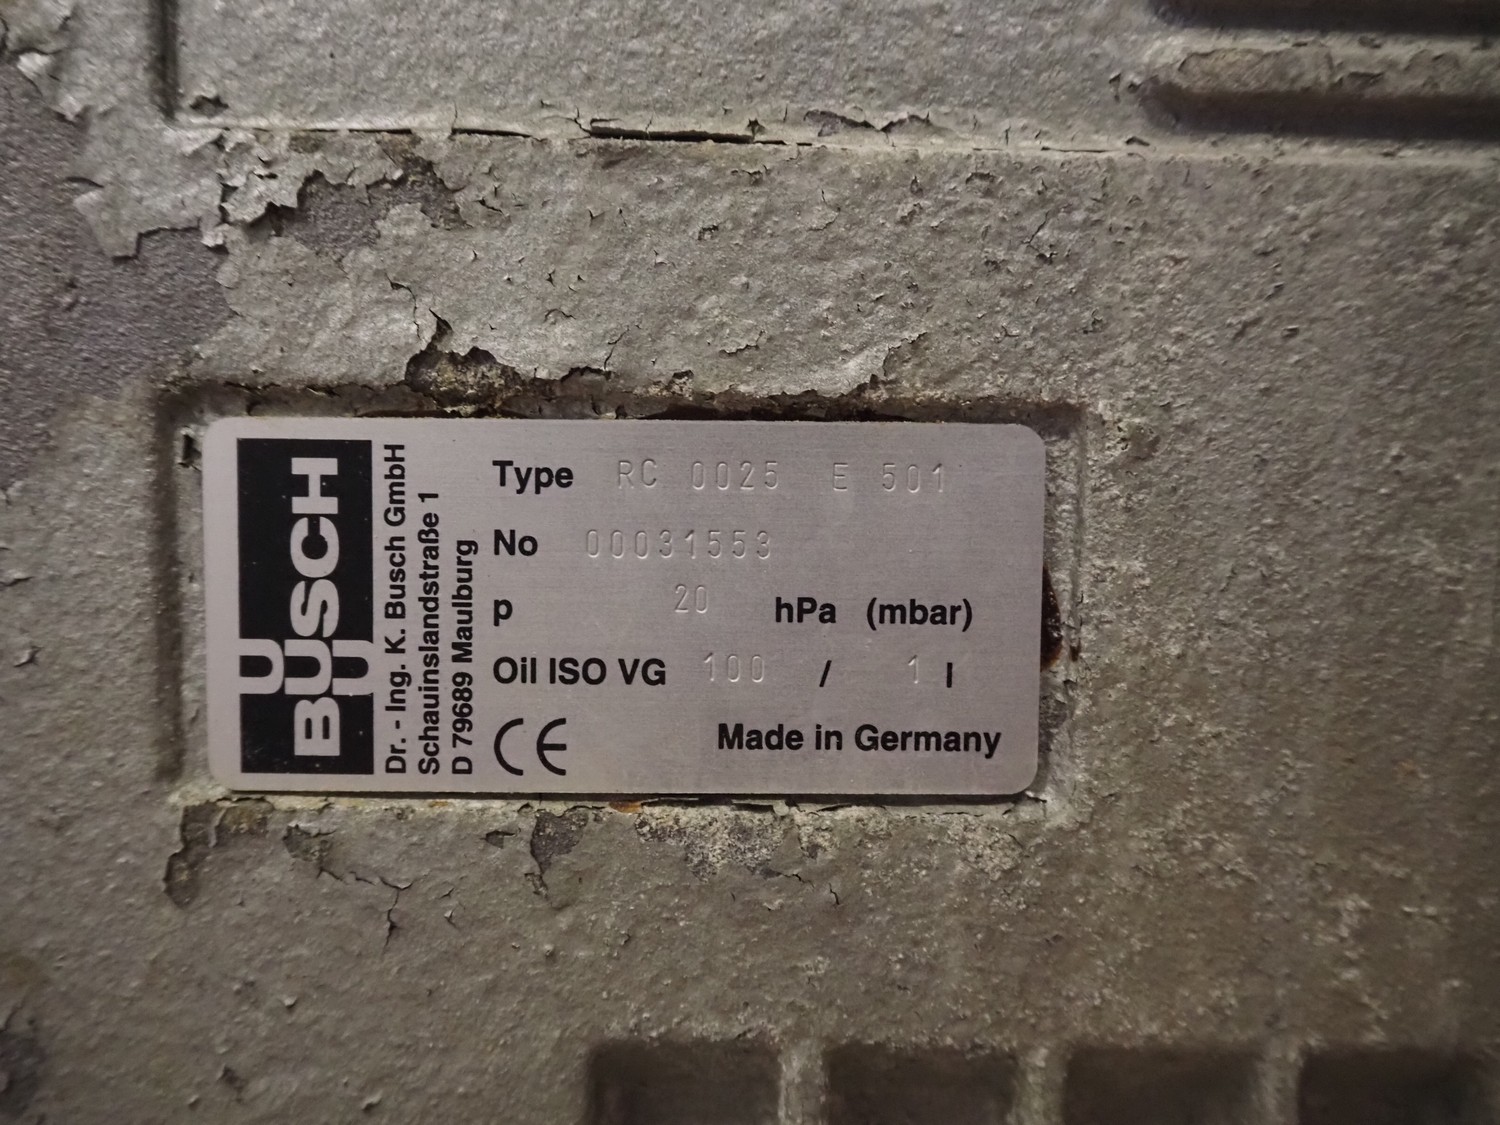 BUSCH
Dr. - Ing. K. Busch GmbH
Schauinslandstraße 1
D 79689 Maulburg
Type RC 0025 E 501
No 00031553
p 20 hPa (mbar)
Oil ISO VG 100 / 1 l
CE Made in Germany